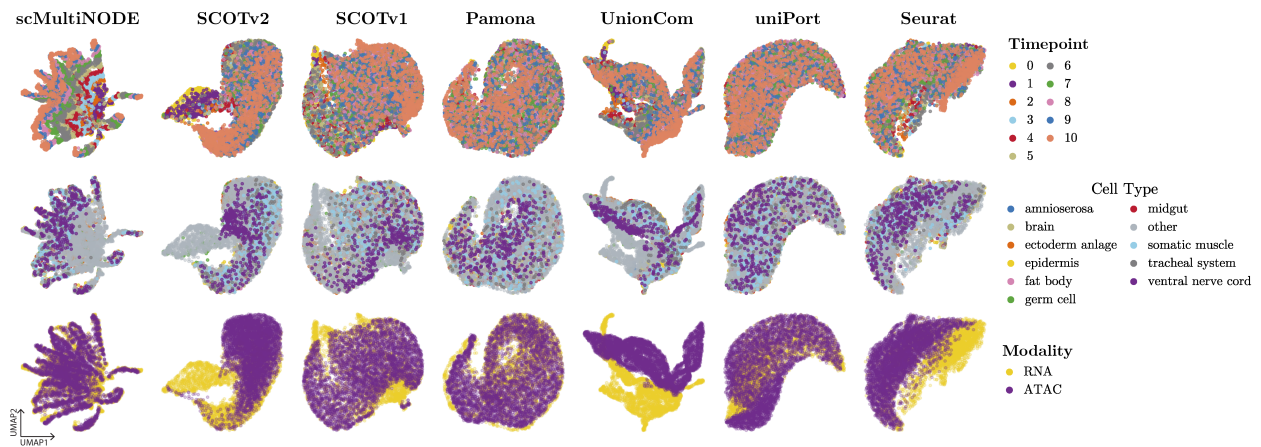 scMultiNODE SCOTv2 SCOTv1 Pamona UnionCom uniPort Seurat
Timepoint
0 6
1 7
2 8
3 9
4 10
5
Cell Type
amnioserosa midgut
brain other
ectoderm anlage somatic muscle
epidermis tracheal system
fat body ventral nerve cord
germ cell
Modality
RNA
ATAC
UMAP2
UMAP1